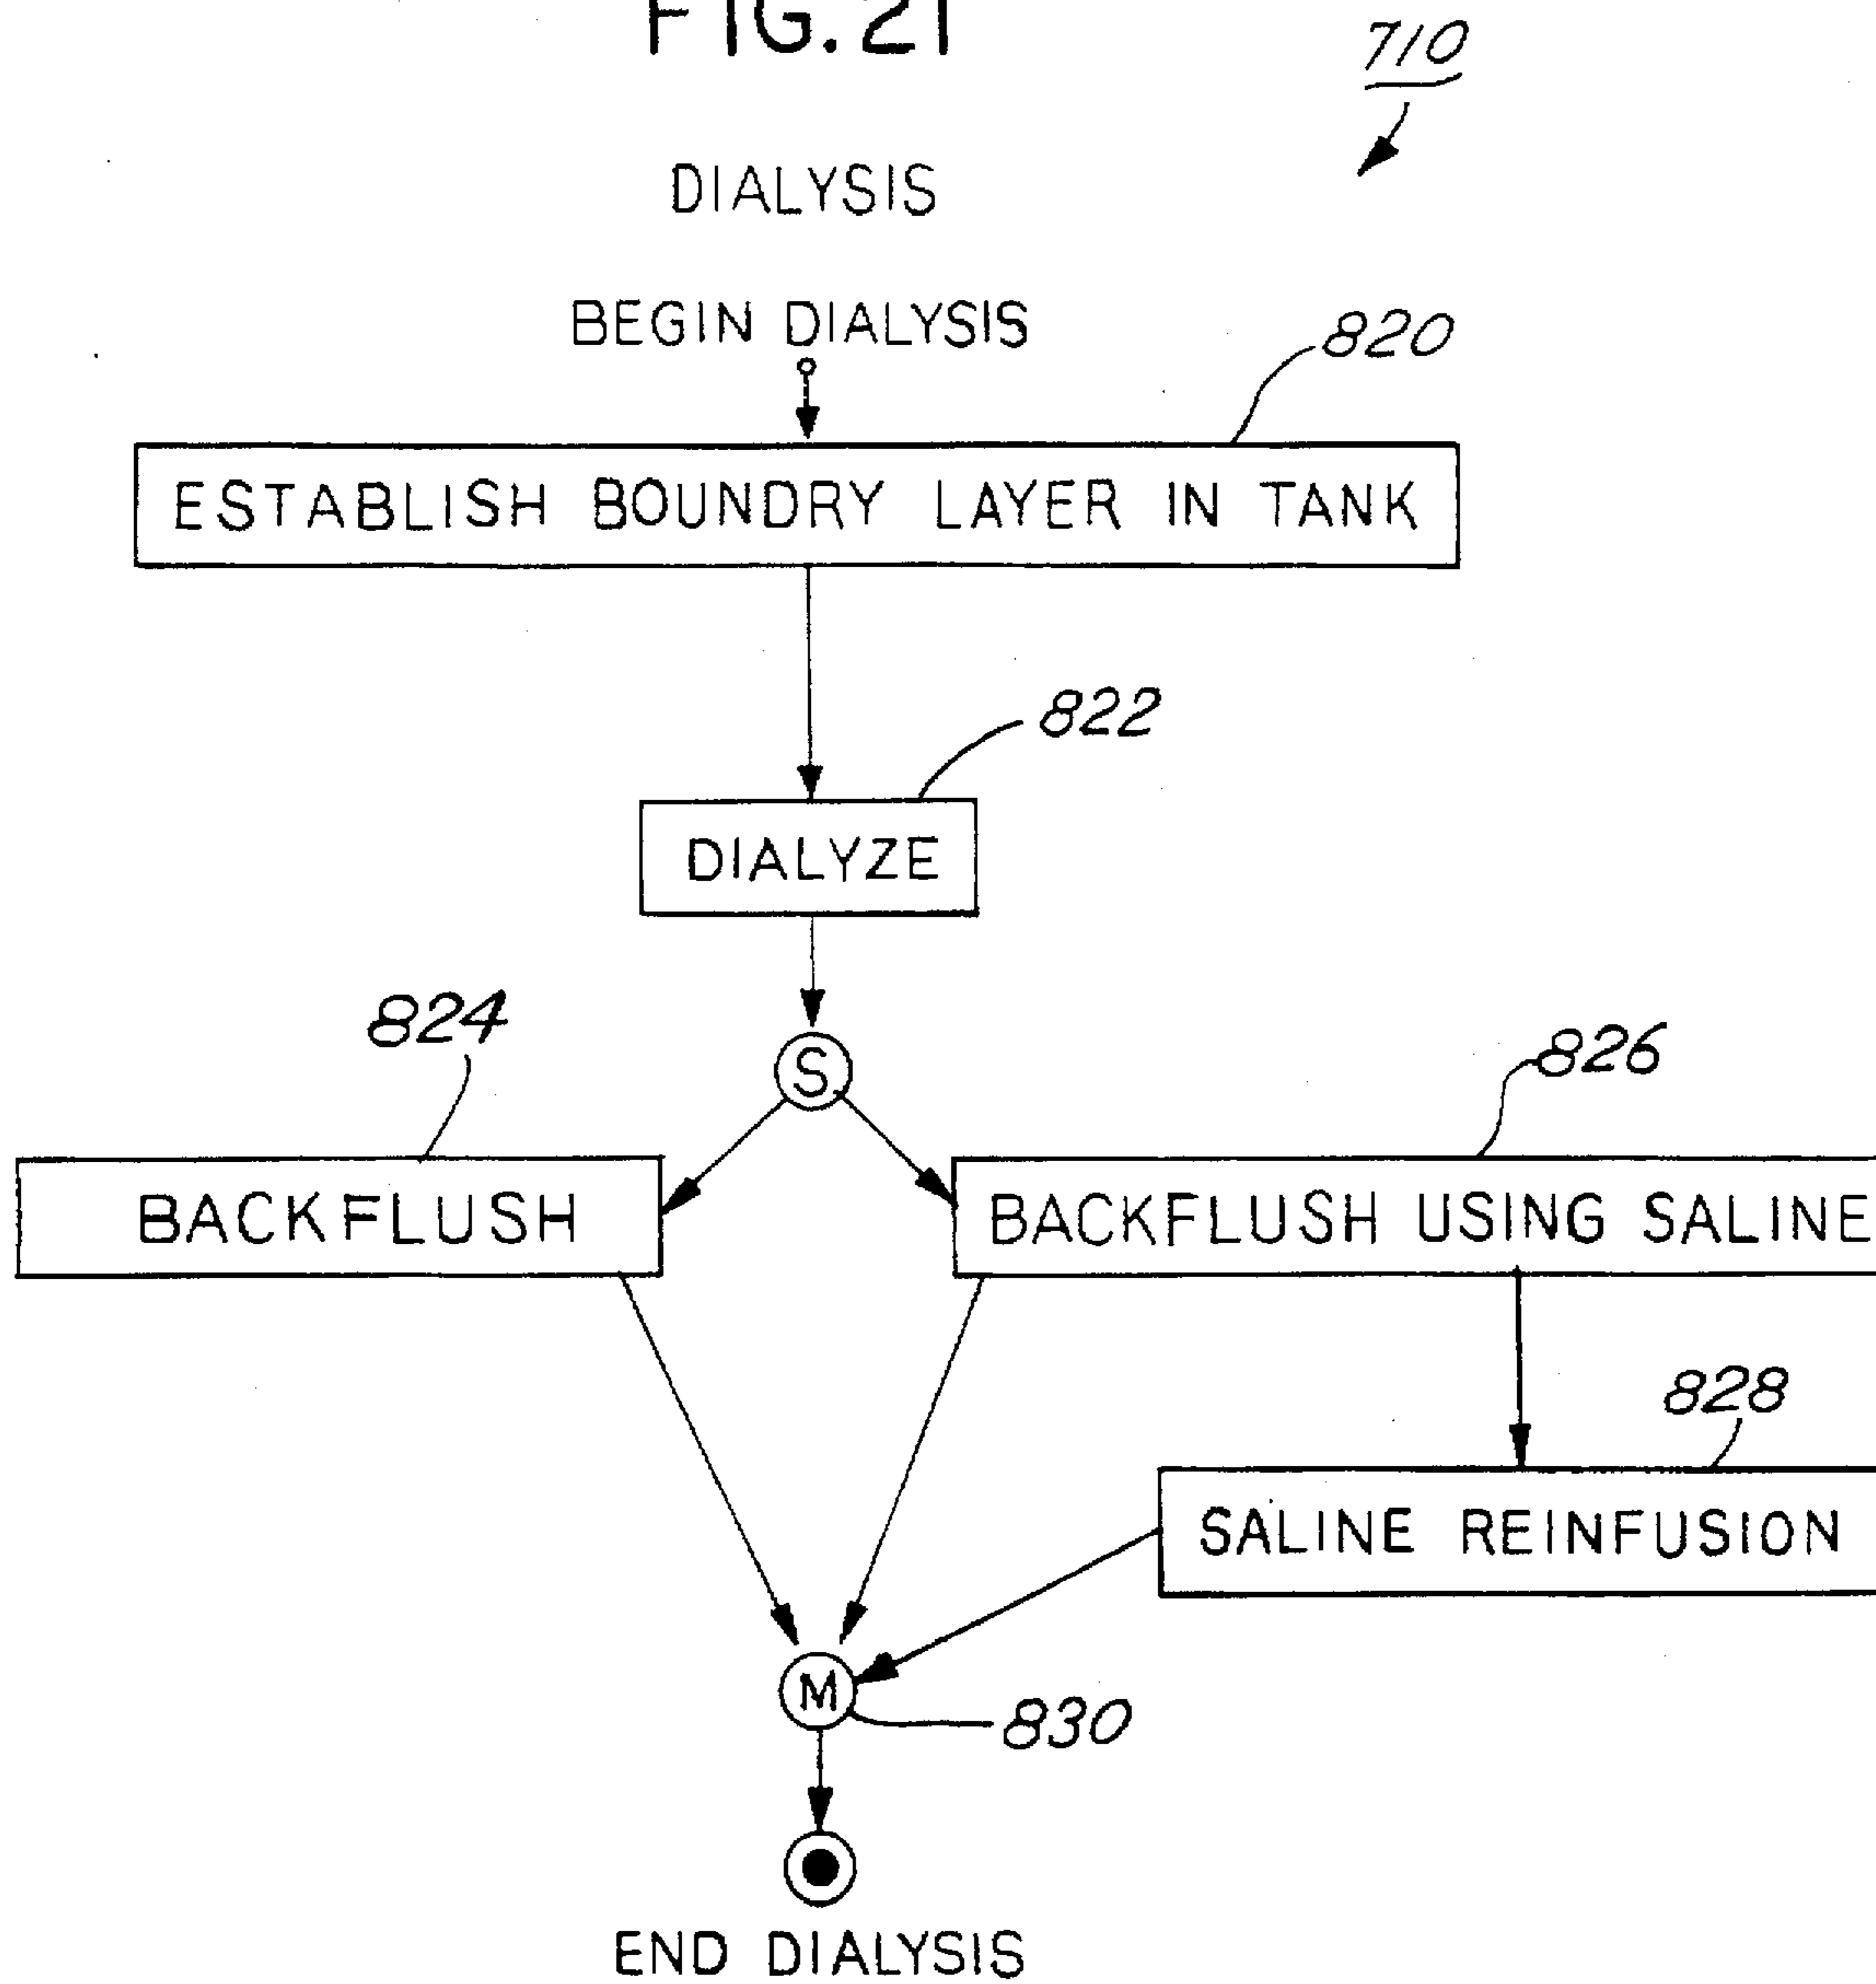 FIG. 21
710
DIALYSIS
BEGIN DIALYSIS
820
ESTABLISH BOUNDRY LAYER IN TANK
822
DIALYZE
S
824
826
BACKFLUSH
BACKFLUSH USING SALINE
828
SALINE REINFUSION
M
830
END DIALYSIS